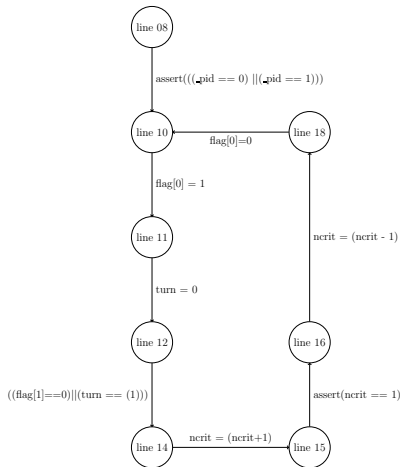 line 08
assert(((_pid == 0) ||(_pid == 1)))
line 10
line 18
flag[0]=0
flag[0] = 1
ncrit = (ncrit - 1)
line 11
turn = 0
line 12
line 16
((flag[1]==0)||(turn == (1)))
assert(ncrit == 1)
ncrit = (ncrit+1)
line 14
line 15